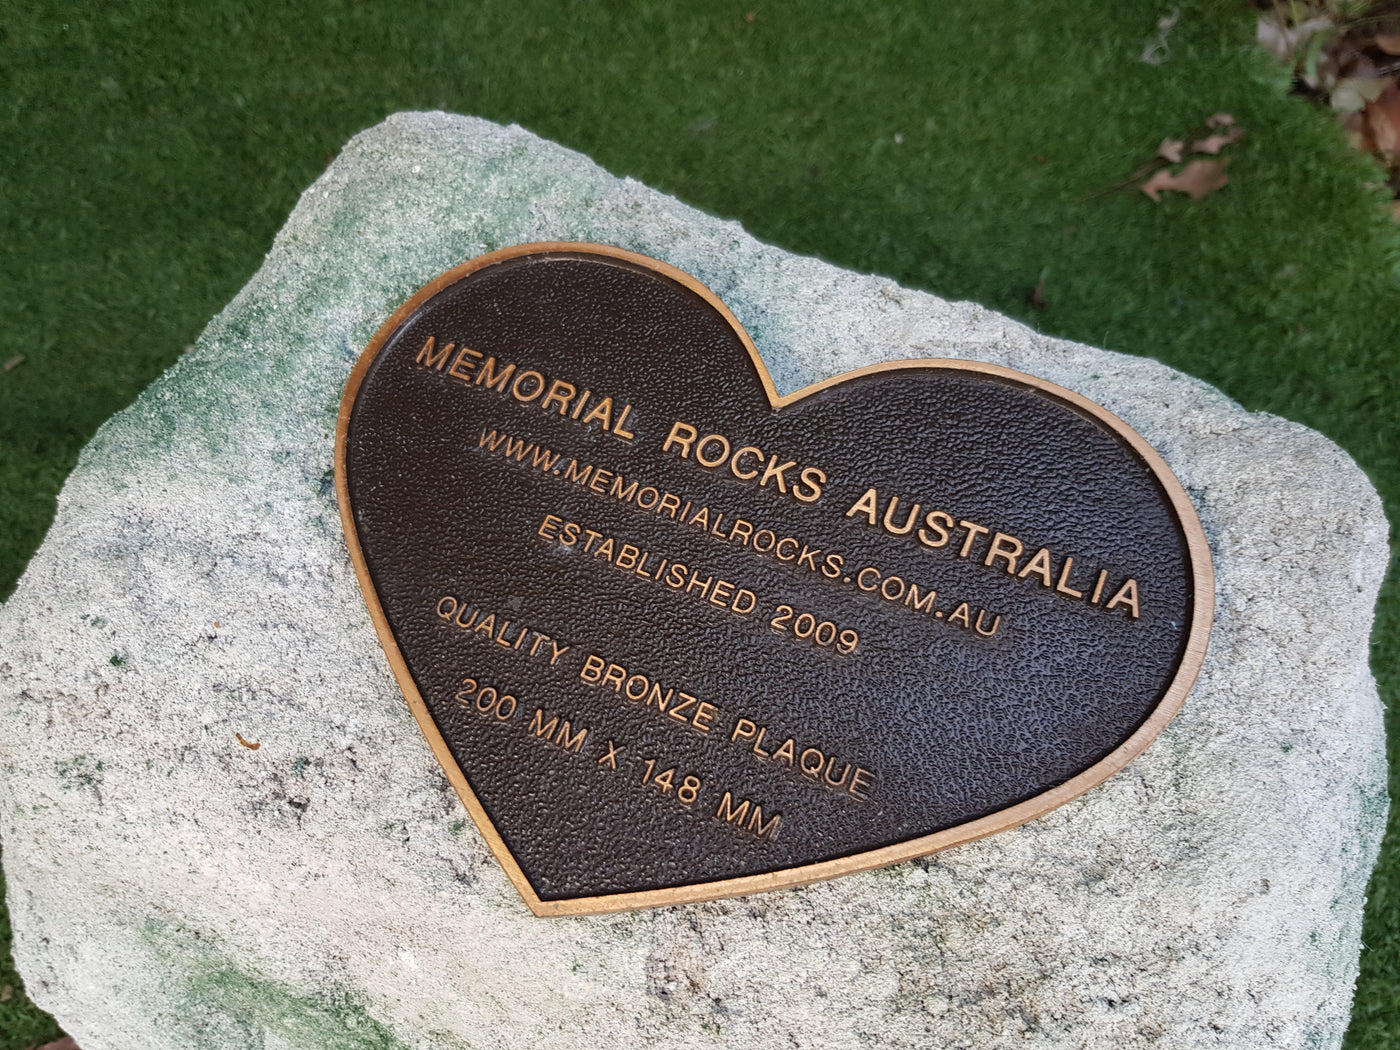 MEMORIAL ROCKS AUSTRALIA
WWW.MEMORIALROCKS.COM.AU
ESTABLISHED 2009
QUALITY BRONZE PLAQUE
200 MM X 148 MM